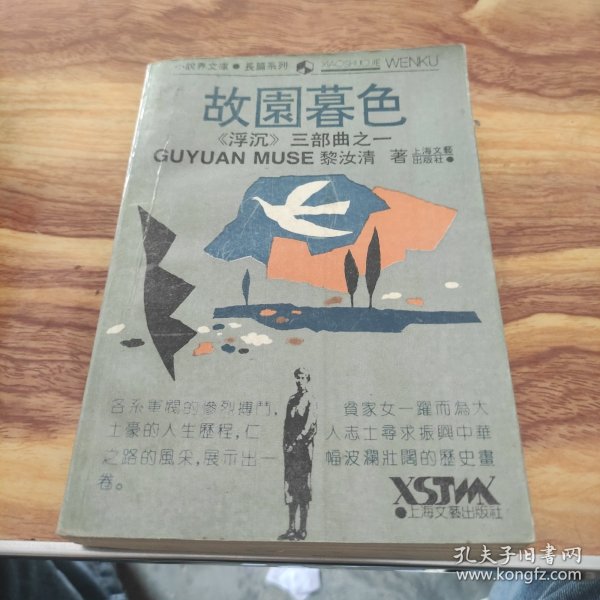 小說界文庫●長篇系列 XIAOSHUOJIE WENKU
故園暮色
《浮沉》三部曲之一
GUYUAN MUSE 黎汝清 著 上海文藝出版社●
各系軍閥的慘烈搏鬥，貧家女一躍而為大
土豪的人生歷程，仁人志士尋求振興中華
之路的風采，展示出一幅波瀾壯闊的歷史畫
卷。
XSJWK
●上海文藝出版社
孔夫子旧书网
www.kongfz.com